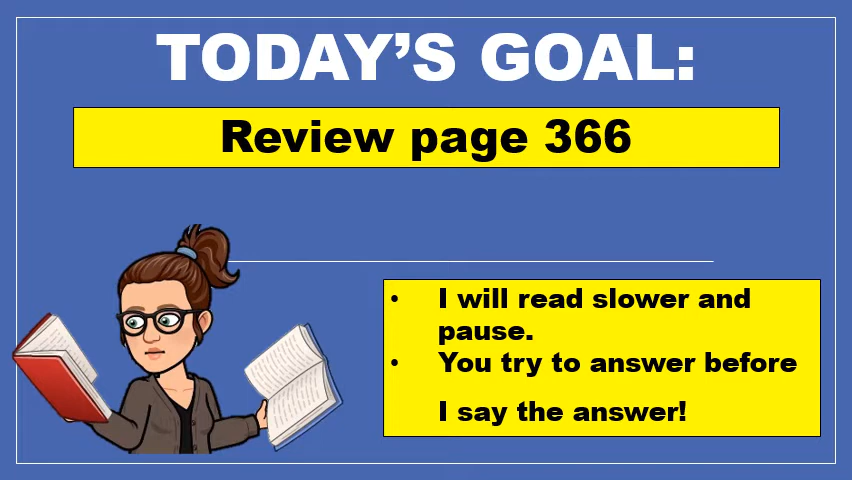 TODAY’S GOAL:
Review page 366
• I will read slower and
pause.
• You try to answer before
I say the answer!